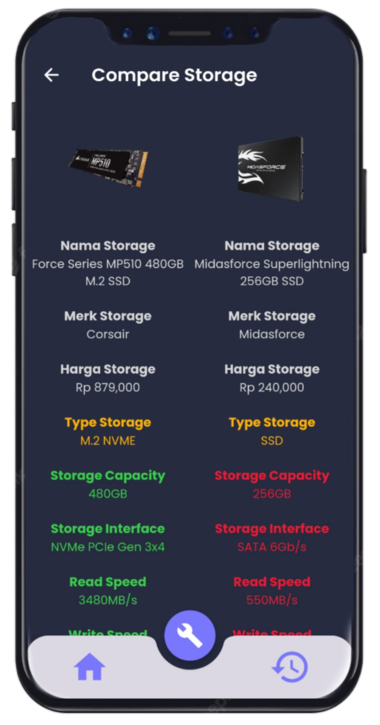 Compare Storage
MP510
MIDASFORCE
Nama Storage
Force Series MP510 480GB
M.2 SSD
Merk Storage
Corsair
Harga Storage
Rp 879,000
Type Storage
M.2 NVME
Storage Capacity
480GB
Storage Interface
NVMe PCIe Gen 3x4
Read Speed
3480MB/s
Write Speed
Nama Storage
Midasforce Superlightning
256GB SSD
Merk Storage
Midasforce
Harga Storage
Rp 240,000
Type Storage
SSD
Storage Capacity
256GB
Storage Interface
SATA 6Gb/s
Read Speed
550MB/s
Write Speed